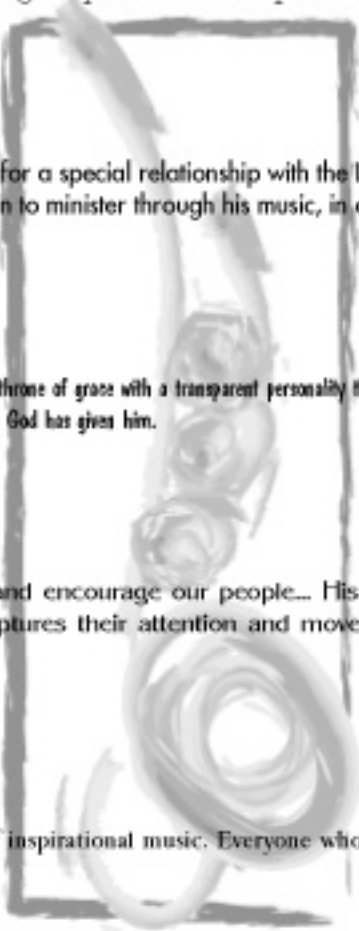 for a special relationship with the
n to minister through his music, in
throne of grace with a transparent personality
God has given him.
and encourage our people... His
ptures their attention and move
inspirational music. Everyone who